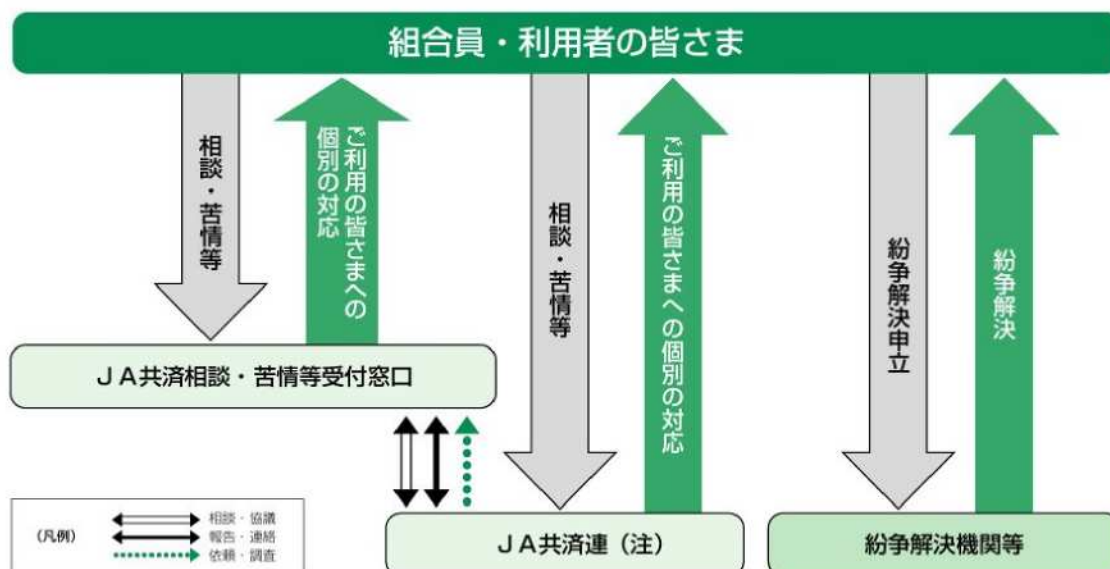 組合員・利用者の皆さま
相談・苦情等
ご利用の皆さまへの
個別の対応
相談・苦情等
ご利用の皆さまへの個別の対応
紛争解決申立
紛争解決
ＪＡ共済相談・苦情等受付窓口
(凡例)
相談・協議
報告・連絡
依頼・調査
ＪＡ共済連（注）
紛争解決機関等